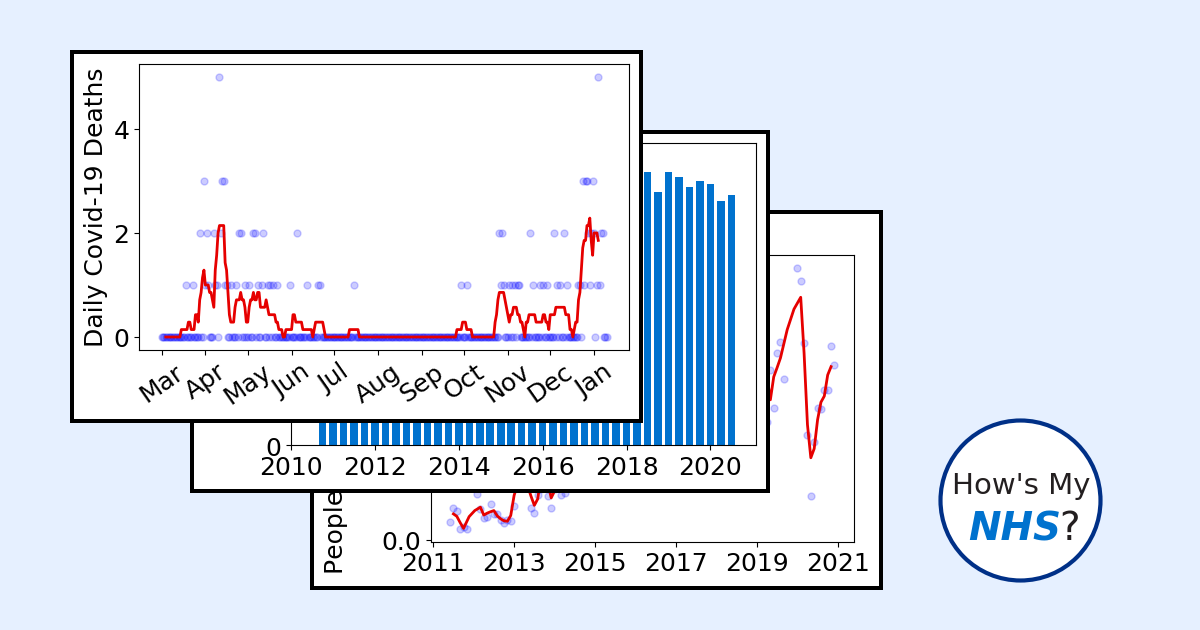 Daily Covid-19 Deaths
4
2
0
Mar Apr May Jun Jul Aug Sep Oct Nov Dec Jan
0
2010 2012 2014 2016 2018 2020
People
0.0
2011 2013 2015 2017 2019 2021
How's My
NHS?